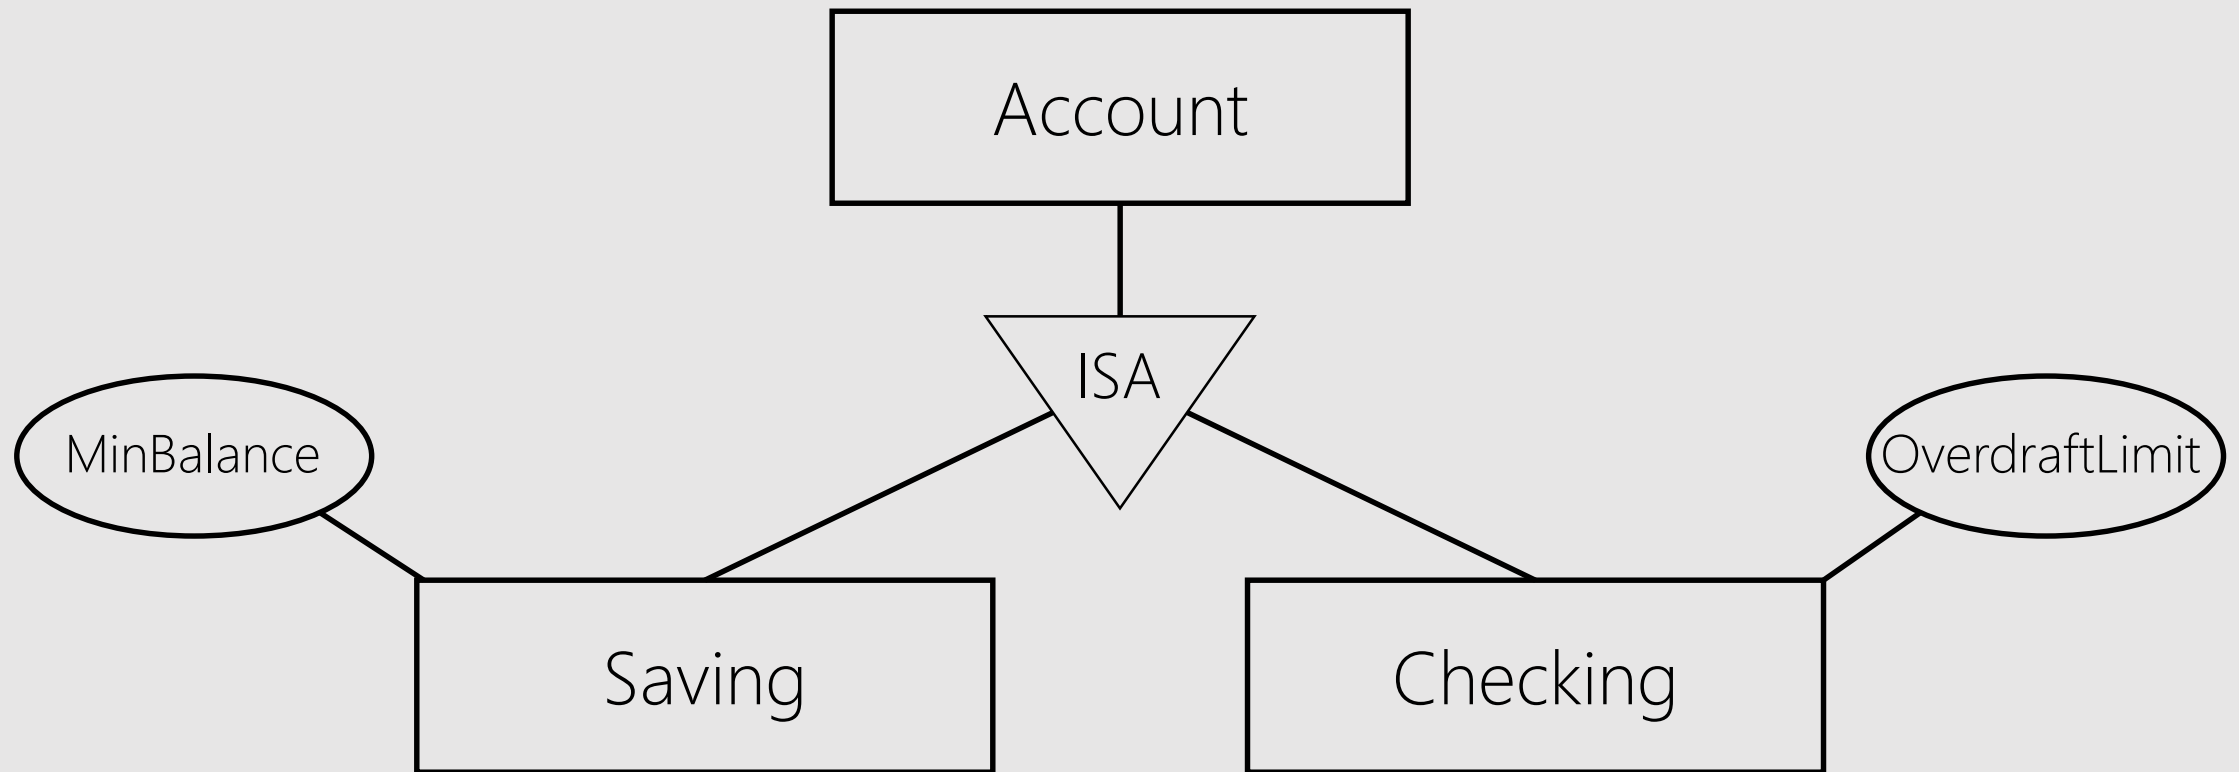 Account
ISA
MinBalance
OverdraftLimit
Saving
Checking